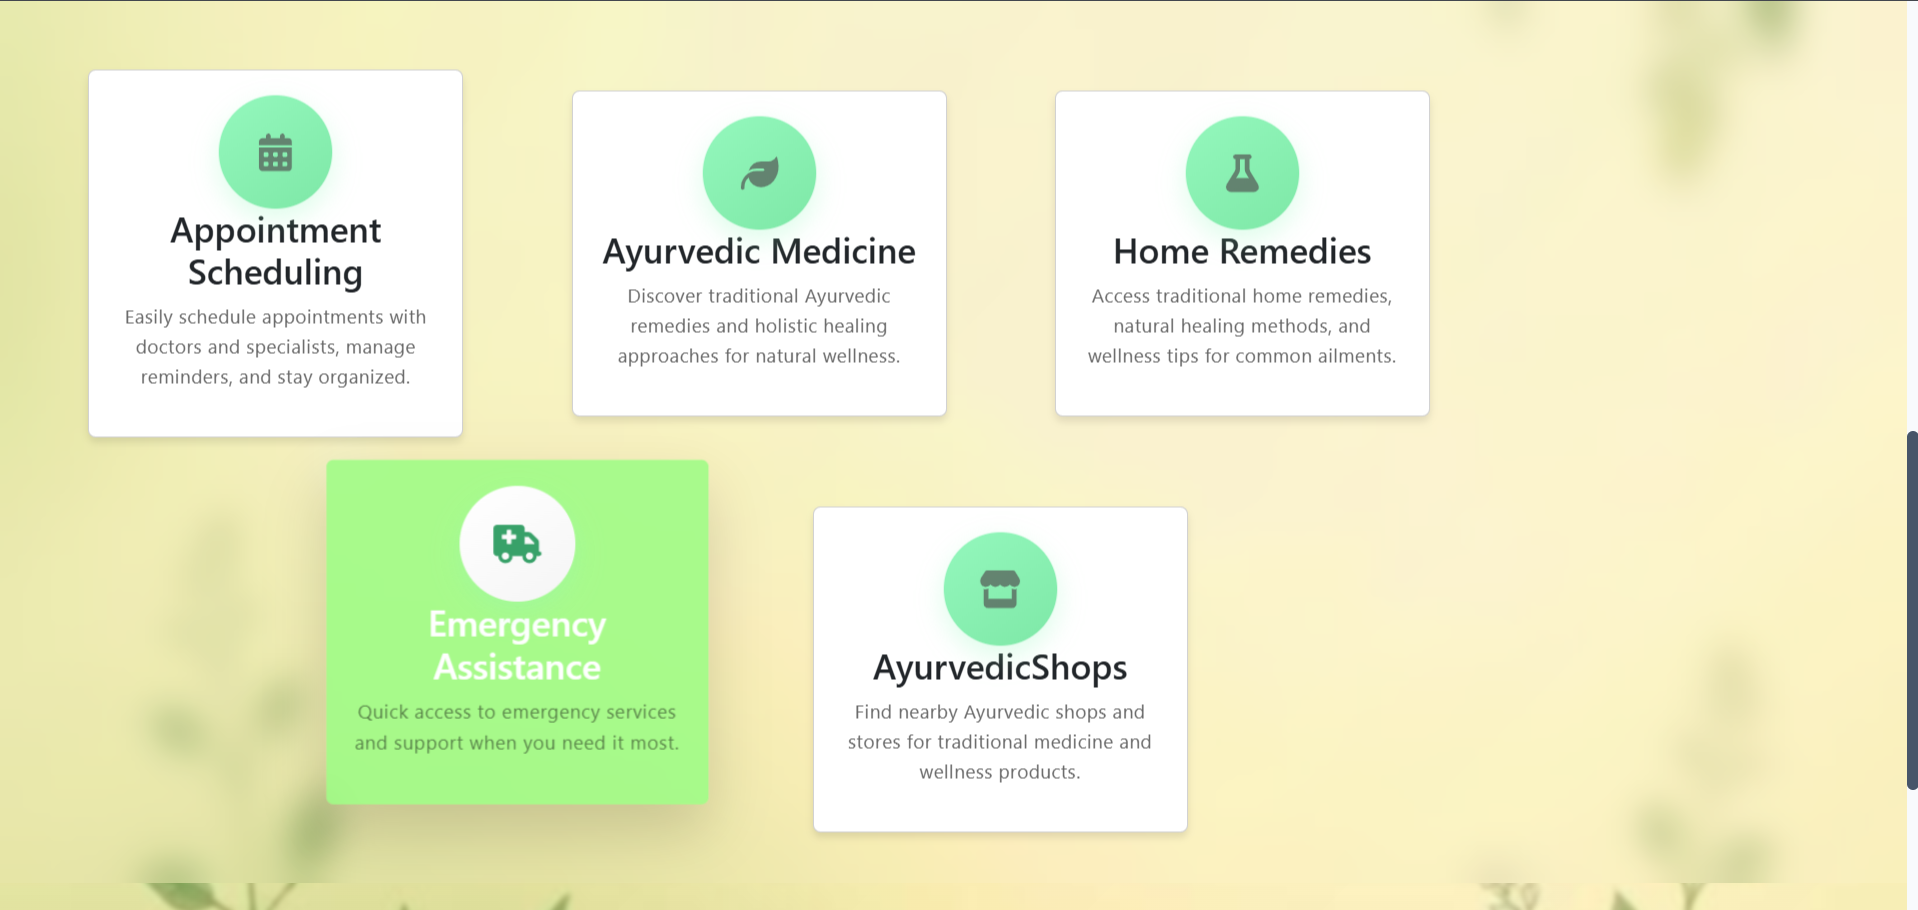 Appointment
Scheduling
Easily schedule appointments with
doctors and specialists, manage
reminders, and stay organized.
Ayurvedic Medicine
Discover traditional Ayurvedic
remedies and holistic healing
approaches for natural wellness.
Home Remedies
Access traditional home remedies,
natural healing methods, and
wellness tips for common ailments.
Emergency
Assistance
Quick access to emergency services
and support when you need it most.
AyurvedicShops
Find nearby Ayurvedic shops and
stores for traditional medicine and
wellness products.